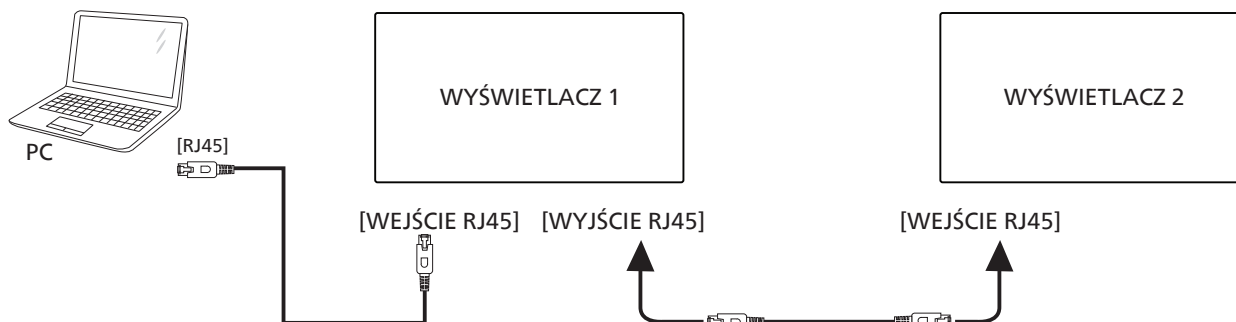 WYŚWIETLACZ 1
WYŚWIETLACZ 2
PC
[RJ45]
[WEJŚCIE RJ45] [WYJŚCIE RJ45] [WEJŚCIE RJ45]